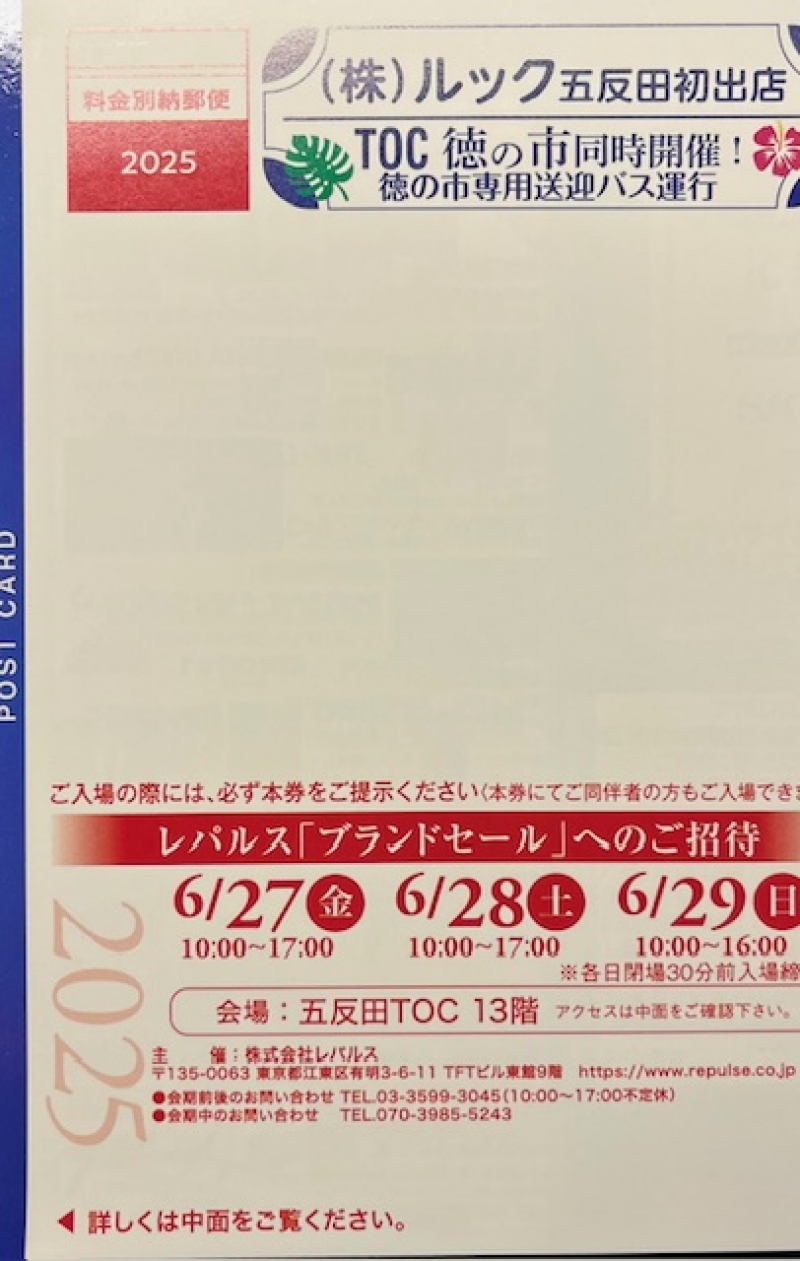 料金別納郵便
2025
(株)ルック五反田初出店
TOC 徳の市同時開催!
徳の市専用送迎バス運行
POST CARD
ご入場の際には、必ず本券をご提示ください(本券にてご同伴者の方もご入場でき
レパルス「ブランドセール」へのご招待
2025
6/27金 6/28土 6/29日
10:00~17:00 10:00~17:00 10:00~16:00
※各日閉場30分前入場締
会場:五反田TOC 13階 アクセスは中面をご確認下さい。
主 催:株式会社レパルス
〒135-0063 東京都江東区有明3-6-11 TFTビル東館9階 https://www.repulse.co.jp
●会期前後のお問い合わせ TEL.03-3599-3045(10:00~17:00不定休)
●会期中のお問い合わせ TEL.070-3985-5243
◀ 詳しくは中面をご覧ください。